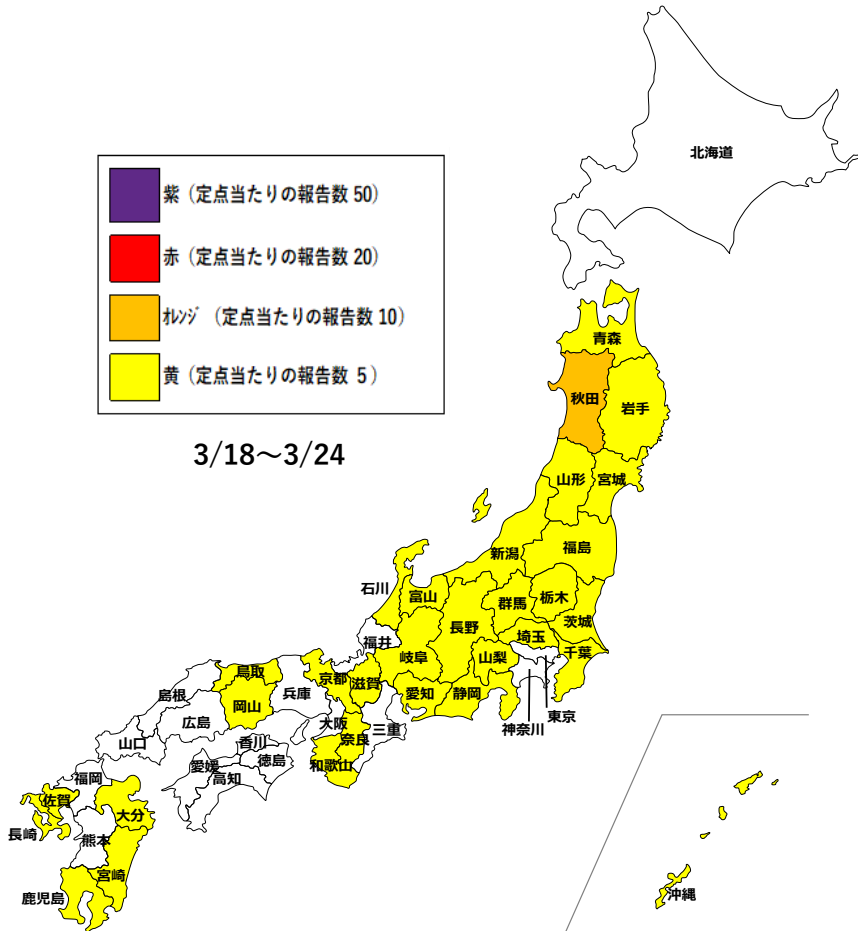 北海道
紫（定点当たりの報告数 50）
赤（定点当たりの報告数 20）
ｵﾚﾝｼﾞ（定点当たりの報告数 10）
黄（定点当たりの報告数 5 ）
3/18～3/24
青森
秋田
岩手
山形
宮城
新潟
福島
石川
富山
群馬
栃木
長野
茨城
福井
埼玉
千葉
岐阜
山梨
鳥取
京都
滋賀
愛知
静岡
島根
岡山
兵庫
広島
大阪
三重
東京
神奈川
山口
香川
奈良
徳島
愛媛
和歌山
福岡
高知
佐賀
大分
長崎
熊本
宮崎
鹿児島
沖縄